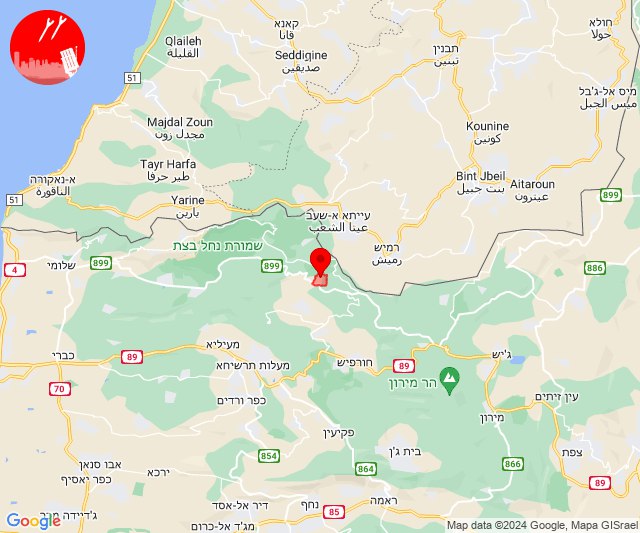 Qlaileh
القليلة
קאנא
قانا
Seddigine
صديقين
תבנין
تبنين
חולא
حولا
51
מיס אל-ג'בל
ميس الجبل
Majdal Zoun
مجدل زون
Kounine
كونين
Tayr Harfa
طير حرفا
א-נאקורה
الناقورة
51
Yarine
يارين
Bint Jbeil
بنت جبيل
Aitaroun
عيترون
899
עייתא א-שעב
عيتا الشعب
רמיש
رميش
שמורת נחל בצת
שלומי
4
899
899
886
כברי
89
מעיליא
70
מעלות תרשיחא
חורפיש
89
ג'יש
הר מירון
כפר ורדים
עין זיתים
מירון
פקיעין
בית ג'ן
צפת
אבו סנאן
ירכא
854
864
866
89
כפר יאסיף
דיר אל-אסד
נחף
ראמה
ג'דיידה מכר
מג'ד אל-כרום
85
Google
Map data ©2024 Google, Mapa GISrael